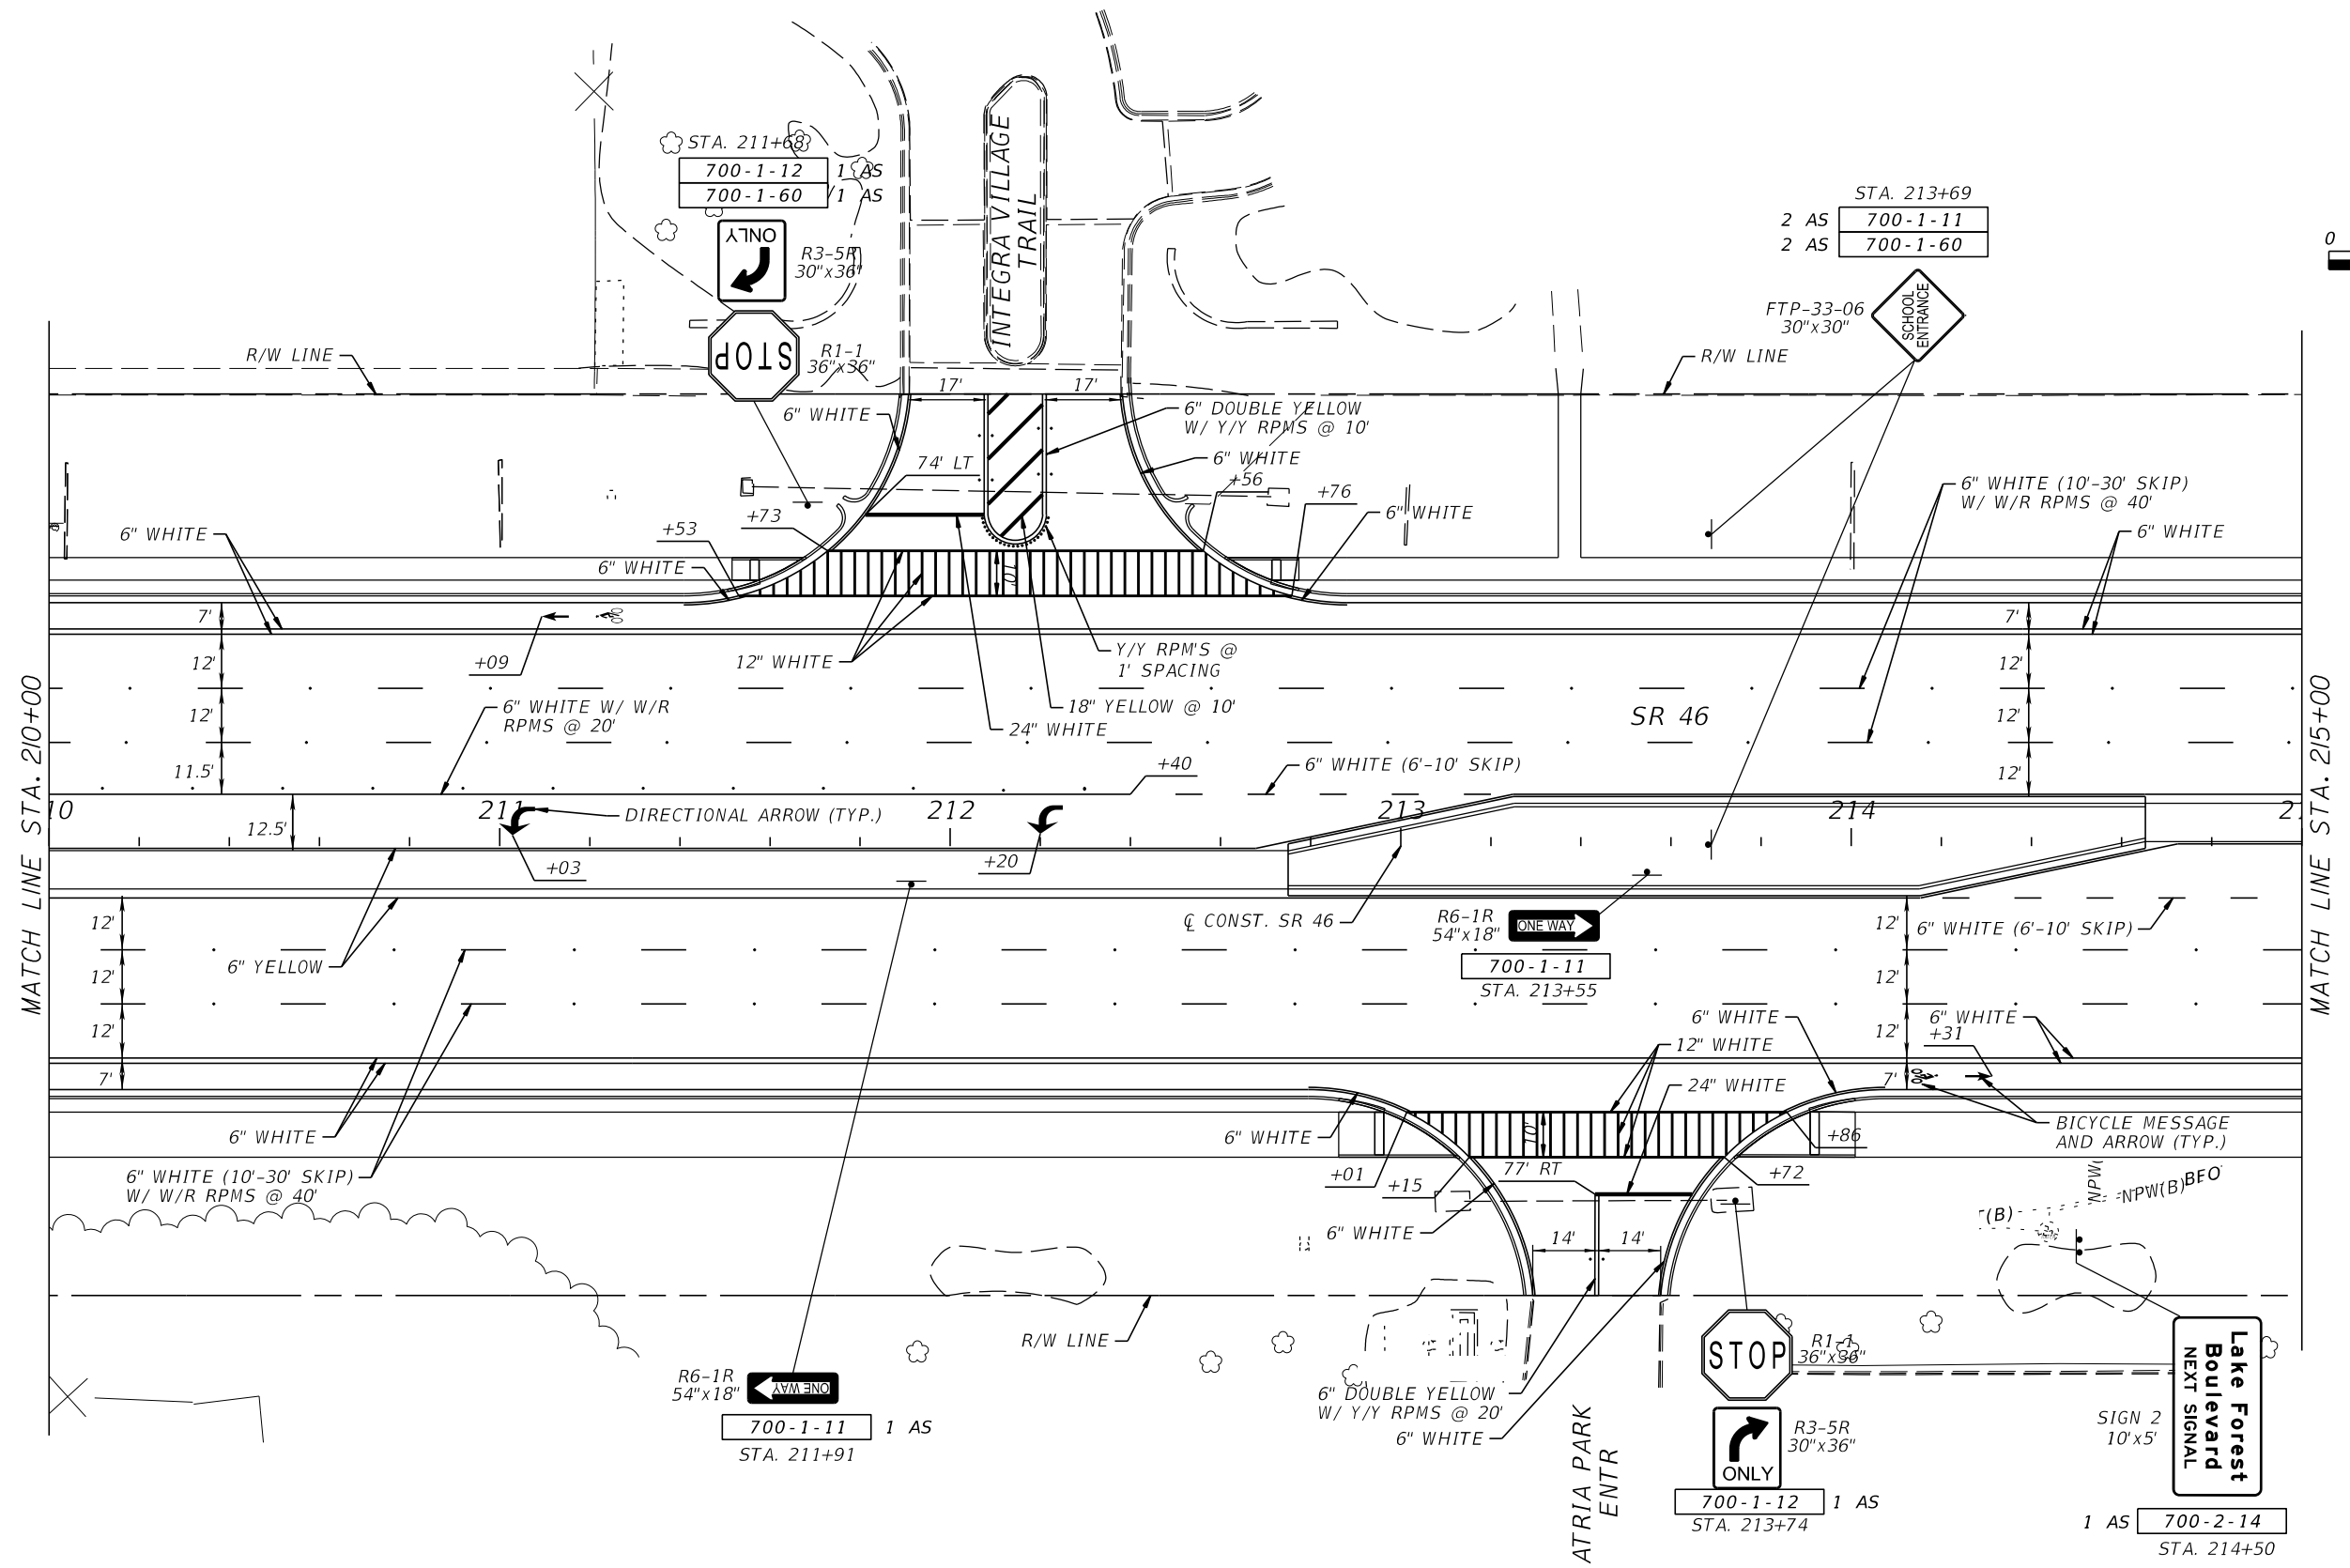 INTEGRA VILLAGE
TRAIL
STA. 211+68
700-1-12 1 AS
700-1-60 1 AS
ONLY
R3-5R
30"x36"
STOP
R1-1
36"x36"
STA. 213+69
2 AS 700-1-11
2 AS 700-1-60
FTP-33-06
30"x30"
SCHOOL
ENTRANCE
0
R/W LINE
R/W LINE
17'
17'
6" WHITE
6" DOUBLE YELLOW
W/ Y/Y RPMS @ 10'
74' LT
6" WHITE
+56
+76
6" WHITE
6" WHITE (10'-30' SKIP)
W/ W/R RPMS @ 40'
6" WHITE
6" WHITE
+73
+53
6" WHITE
10'
7'
7'
+09
12" WHITE
Y/Y RPM'S @
1' SPACING
12'
12'
18" YELLOW @ 10'
24" WHITE
6" WHITE W/ W/R
RPMS @ 20'
SR 46
12'
12'
11.5'
12'
+40
6" WHITE (6'-10' SKIP)
MATCH LINE STA. 210+00
MATCH LINE STA. 215+00
10
211
212
213
214
21
12.5'
DIRECTIONAL ARROW (TYP.)
+03
+20
℄ CONST. SR 46
R6-1R
54"x18"
ONE WAY
700-1-11
STA. 213+55
12'
12'
12'
7'
6" YELLOW
12'
12'
12'
7'
6" WHITE (6'-10' SKIP)
6" WHITE
12" WHITE
24" WHITE
6" WHITE
+31
6" WHITE
6" WHITE (10'-30' SKIP)
W/ W/R RPMS @ 40'
6" WHITE
10'
+86
BICYCLE MESSAGE
AND ARROW (TYP.)
+01
+15
77' RT
+72
6" WHITE
14'
14'
NPW(
NPW(B)
BFO
(B)
R/W LINE
R6-1R
54"x18"
ONE WAY
700-1-11 1 AS
STA. 211+91
6" DOUBLE YELLOW
W/ Y/Y RPMS @ 20'
6" WHITE
ATRIA PARK
ENTR
STOP
R1-1
36"x36"
ONLY
R3-5R
30"x36"
700-1-12 1 AS
STA. 213+74
Lake Forest
Boulevard
NEXT SIGNAL
SIGN 2
10'x5'
1 AS 700-2-14
STA. 214+50